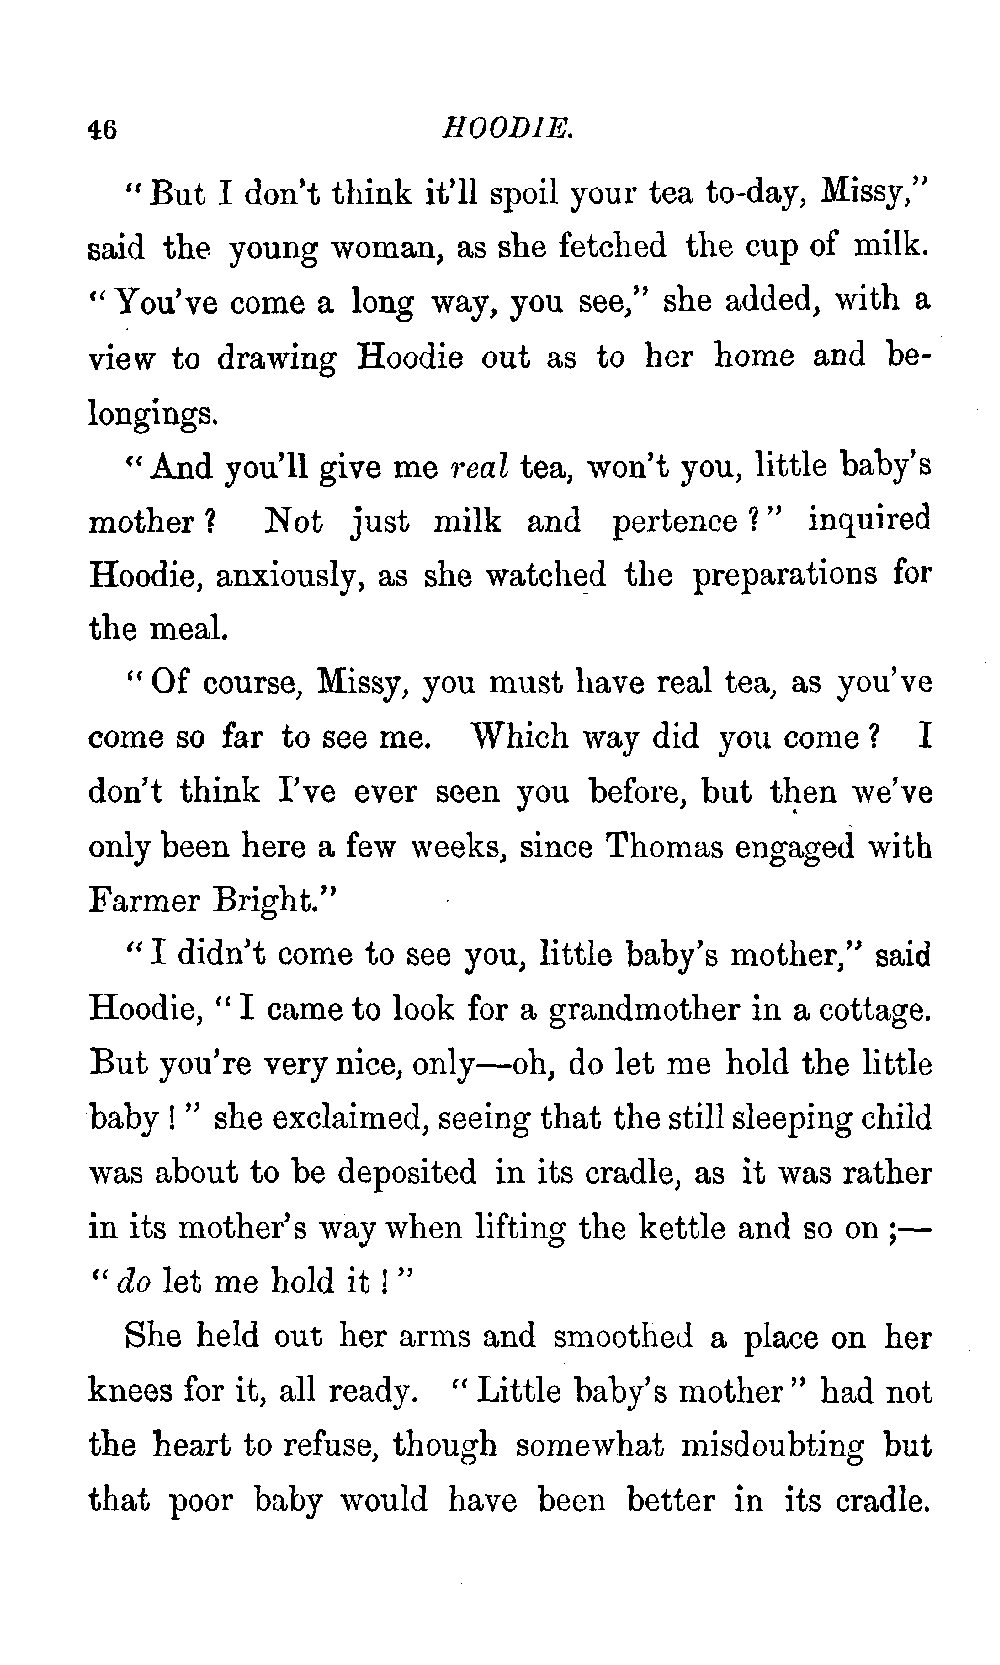 46 HOODIE.
“But I don’t think it’ll spoil your tea to-day, Missy,”
said the young woman, as she fetched the cup of milk.
“You’ve come a long way, you see,” she added, with a
view to drawing Hoodie out as to her home and be-
longings.
“And you’ll give me real tea, won’t you, little baby’s
mother? Not just milk and pertence?” inquired
Hoodie, anxiously, as she watched the preparations for
the meal.
“Of course, Missy, you must have real tea, as you’ve
come so far to see me. Which way did you come? I
don’t think I’ve ever seen you before, but then we’ve
only been here a few weeks, since Thomas engaged with
Farmer Bright.”
“I didn’t come to see you, little baby’s mother,” said
Hoodie, “I came to look for a grandmother in a cottage.
But you’re very nice, only—oh, do let me hold the little
baby!” she exclaimed, seeing that the still sleeping child
was about to be deposited in its cradle, as it was rather
in its mother’s way when lifting the kettle and so on;—
“do let me hold it!”
She held out her arms and smoothed a place on her
knees for it, all ready. “Little baby’s mother” had not
the heart to refuse, though somewhat misdoubting but
that poor baby would have been better in its cradle.